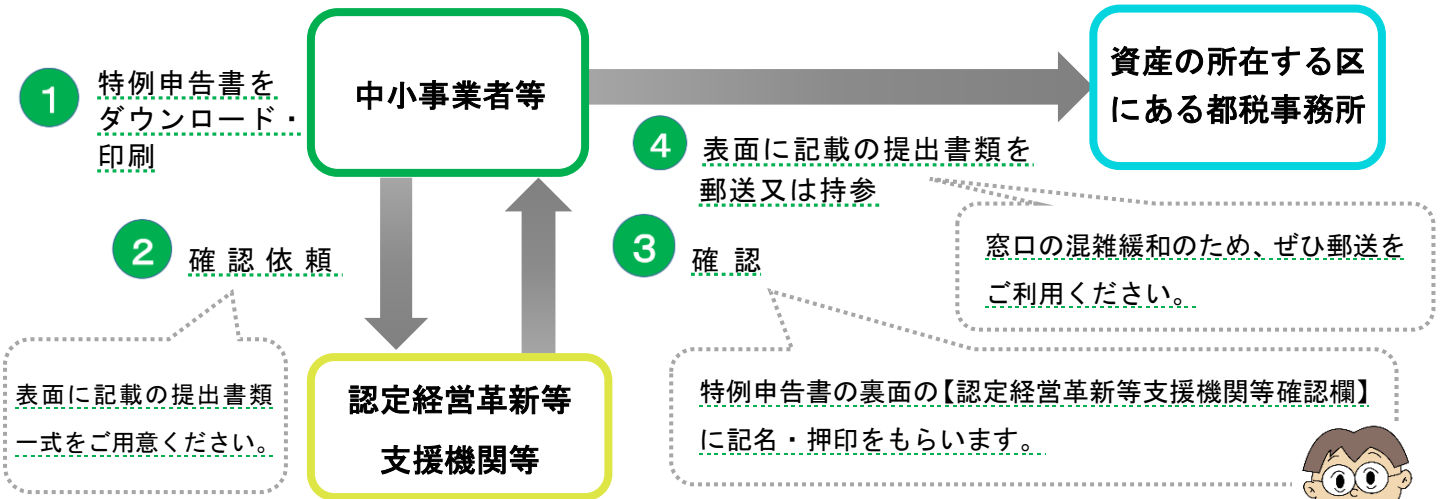 1
特例申告書を
ダウンロード・
印刷
中小事業者等
資産の所在する区
にある都税事務所
4
表面に記載の提出書類を
郵送又は持参
窓口の混雑緩和のため、ぜひ郵送を
ご利用ください。
2
確認依頼
表面に記載の提出書類
一式をご用意ください。
3
確認
特例申告書の裏面の【認定経営革新等支援機関等確認欄】
に記名・押印をもらいます。
認定経営革新等
支援機関等